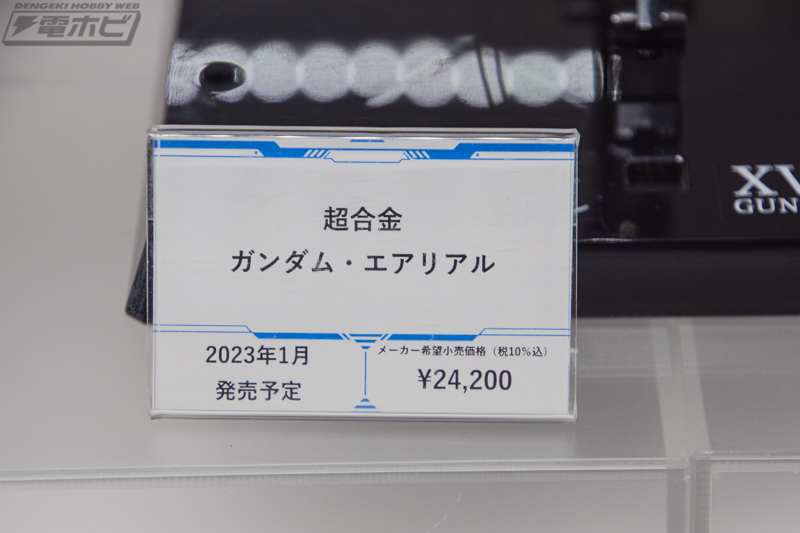 DENGEKI HOBBY WEB
電ホビ
超合金
ガンダム・エアリアル
2023年1月
発売予定
メーカー希望小売価格（税10%込）
¥24,200
XV
GUN